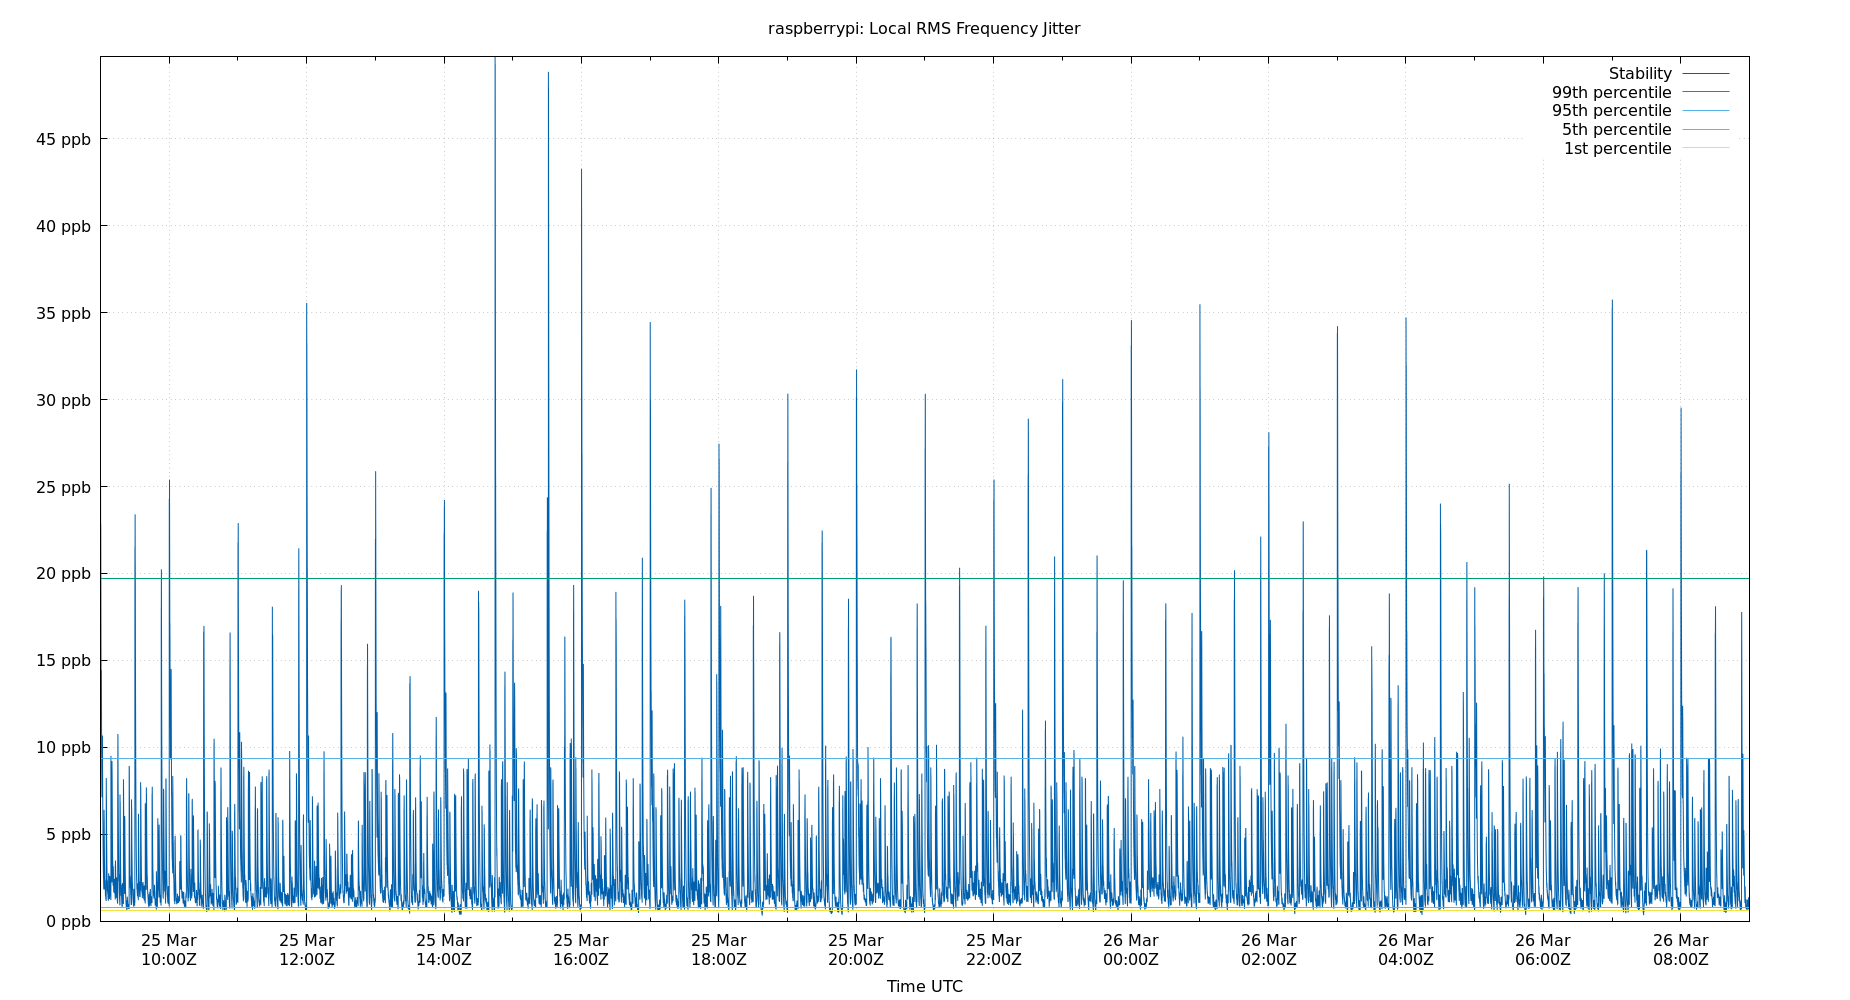 raspberrypi: Local RMS Frequency Jitter
Stability
99th percentile
95th percentile
5th percentile
1st percentile
45 ppb
40 ppb
35 ppb
30 ppb
25 ppb
20 ppb
15 ppb
10 ppb
5 ppb
0 ppb
25 Mar 25 Mar 25 Mar 25 Mar 25 Mar 25 Mar 25 Mar 26 Mar 26 Mar 26 Mar 26 Mar 26 Mar
10:00Z 12:00Z 14:00Z 16:00Z 18:00Z 20:00Z 22:00Z 00:00Z 02:00Z 04:00Z 06:00Z 08:00Z
Time UTC